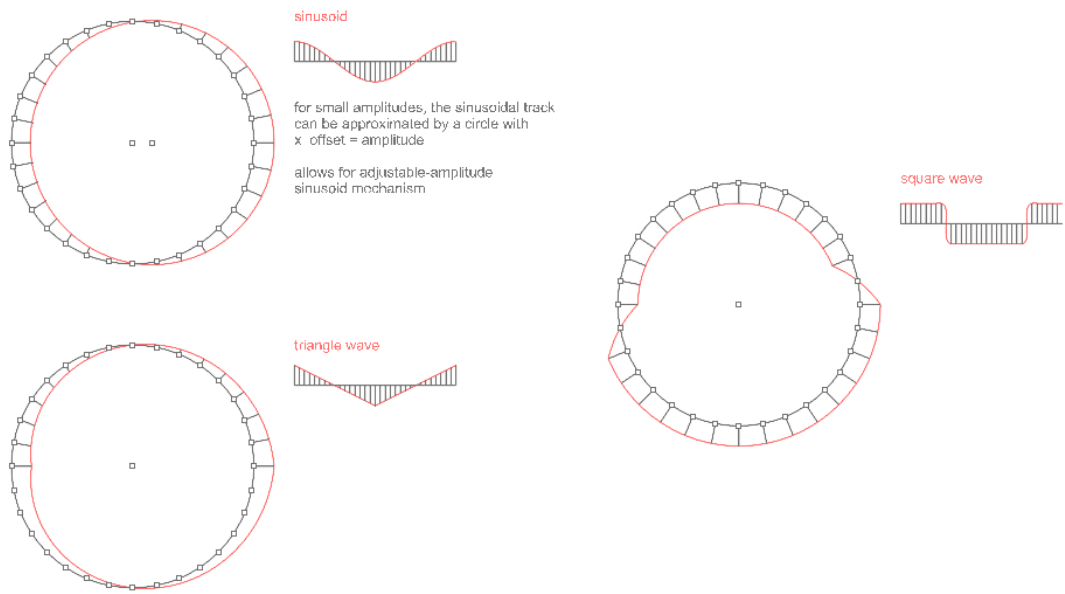 sinusoid
for small amplitudes, the sinusoidal track
can be approximated by a circle with
x offset = amplitude
allows for adjustable-amplitude
sinusoid mechanism
square wave
triangle wave